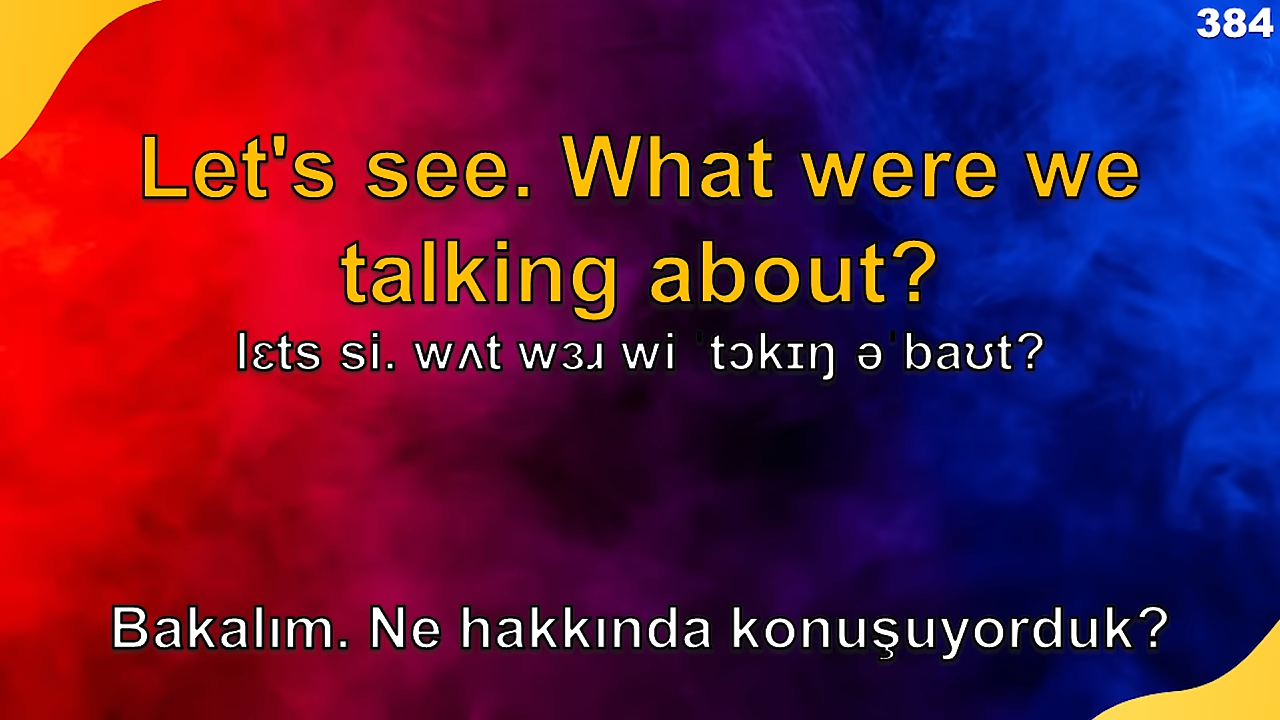 384
Let's see. What were we
talking about?
lɛts si. wʌt wɜɹ wi ˈtɔkɪŋ əˈbaʊt?
Bakalım. Ne hakkında konuşuyorduk?